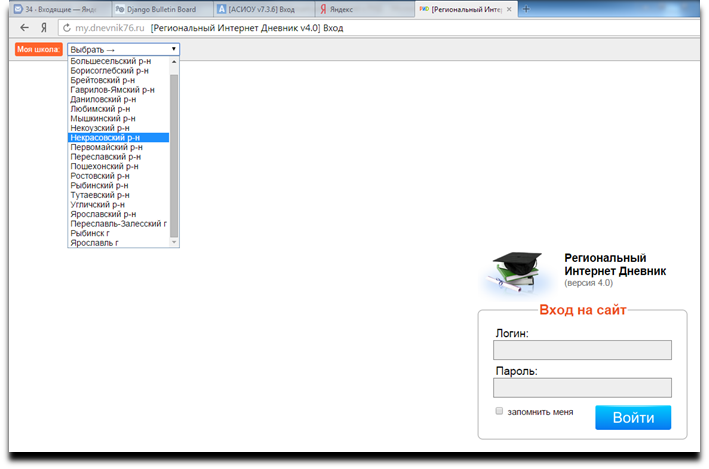 34 - Входящие — Янд
Django Bulletin Board
[АСИОУ v7.3.6] Вход
Яндекс
[Региональный Интер
my.dnevnik76.ru [Региональный Интернет Дневник v4.0] Вход
Моя школа:
Выбрать →
Большесельский р-н
Борисоглебский р-н
Брейтовский р-н
Гаврилов-Ямский р-н
Даниловский р-н
Любимский р-н
Мышкинский р-н
Некоузский р-н
Некрасовский р-н
Первомайский р-н
Переславский р-н
Пошехонский р-н
Ростовский р-н
Рыбинский р-н
Тутаевский р-н
Угличский р-н
Ярославский р-н
Переславль-Залесский г
Рыбинск г
Ярославль г
Региональный
Интернет Дневник
(версия 4.0)
Вход на сайт
Логин:
Пароль:
запомнить меня
Войти